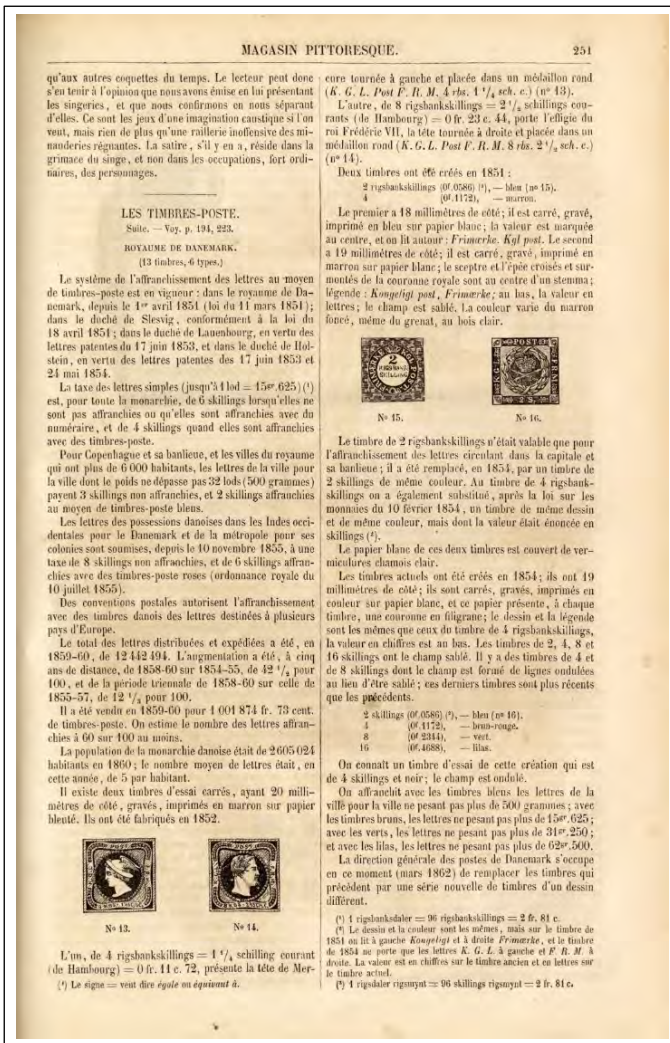 MAGASIN PITTORESQUE.
251
qu'aux autres coquettes du temps. Le lecteur peut donc
s'en tenir à l'opinion que nous avons émise en lui présentant
les singeries, et que nous confirmons en nous séparant
d'elles. Ce sont les jeux d'une imagination caustique si l'on
veut, mais rien de plus qu'une raillerie inoffensive des mi-
nauderies régnantes. La satire, s'il y en a, réside dans la
grimace du singe, et non dans les occupations, fort ordi-
naires, des personnages.
LES TIMBRES-POSTE.
Suite. — Voy. p. 194, 223.
ROYAUME DE DANEMARK.
(13 timbres, 6 types.)
Le système de l'affranchissement des lettres au moyen
de timbres-poste est en vigueur : dans le royaume de Da-
nemark, depuis le 1er avril 1851 (loi du 11 mars 1851);
dans le duché de Slesvig, conformément à la loi du
18 avril 1851; dans le duché de Lauenbourg, en vertu des
lettres patentes du 17 juin 1853, et dans le duché de Hol-
stein, en vertu des lettres patentes des 17 juin 1853 et
24 mai 1854.
La taxe des lettres simples (jusqu'à 1 lod = 15gr,625) (1)
est, pour toute la monarchie, de 6 skillings lorsqu'elles ne
sont pas affranchies ou qu'elles sont affranchies avec du
numéraire, et de 4 skillings quand elles sont affranchies
avec des timbres-poste.
Pour Copenhague et sa banlieue, et les villes du royaume
qui ont plus de 6 000 habitants, les lettres de la ville pour
la ville dont le poids ne dépasse pas 32 lods (500 grammes)
payent 3 skillings non affranchies, et 2 skillings affranchies
au moyen de timbres-poste bleus.
Les lettres des possessions danoises dans les Indes occi-
dentales pour le Danemark et de la métropole pour ses
colonies sont soumises, depuis le 10 novembre 1855, à une
taxe de 8 skillings non affranchies, et de 6 skillings affran-
chies avec des timbres-poste roses (ordonnance royale du
10 juillet 1855).
Des conventions postales autorisent l'affranchissement
avec des timbres danois des lettres destinées à plusieurs
pays d'Europe.
Le total des lettres distribuées et expédiées a été, en
1859-60, de 12 442 494. L'augmentation a été, à cinq
ans de distance, de 1858-60 sur 1854-55, de 42 1/2 pour
100, et de la période triennale de 1858-60 sur celle de
1855-57, de 12 1/2 pour 100.
Il a été vendu en 1859-60 pour 1 001 874 fr. 73 cent.
de timbres-poste. On estime le nombre des lettres affran-
chies à 60 sur 100 au moins.
La population de la monarchie danoise était de 2 605 024
habitants en 1860; le nombre moyen de lettres était, en
cette année, de 5 par habitant.
Il existe deux timbres d'essai carrés, ayant 20 milli-
mètres de côté, gravés, imprimés en marron sur papier
bleuté. Ils ont été fabriqués en 1852.
POST
POST
No 13.
No 14.
L'un, de 4 rigsbankskillings = 1 1/4 schilling courant
(de Hambourg) = 0 fr. 11 c. 72, présente la tête de Mer-
(1) Le signe = veut dire égale ou équivaut à.
cure tournée à gauche et placée dans un médaillon rond
(K. G. L. Post F. R. M. 4 rbs. 1 1/4 sch. c.) (no 13).
L'autre, de 8 rigsbankskillings = 2 1/2 schillings cou-
rants (de Hambourg) = 0 fr. 23 c. 44, porte l'effigie du
roi Frédéric VII, la tête tournée à droite et placée dans un
médaillon rond (K. G. L. Post F. R. M. 8 rbs. 2 1/2 sch. c.)
(no 14).
Deux timbres ont été créés en 1851 :
2 rigsbankskillings (0f.0586) (2), — bleu (no 15).
4 (0f.1172), — marron.
Le premier a 18 millimètres de côté; il est carré, gravé,
imprimé en bleu sur papier blanc; la valeur est marquée
au centre, et on lit autour : Frimærke. Kgl post. Le second
a 19 millimètres de côté; il est carré, gravé, imprimé en
marron sur papier blanc; le sceptre et l'épée croisés et sur-
montés de la couronne royale sont au centre d'un stemma;
légende : Kongeligt post, Frimærke; au bas, la valeur en
lettres; le champ est sablé. La couleur varie du marron
foncé, même du grenat, au bois clair.
2
RIGSBANK
SKILLING
POST
No 15.
No 16.
Le timbre de 2 rigsbankskillings n'était valable que pour
l'affranchissement des lettres circulant dans la capitale et
sa banlieue; il a été remplacé, en 1854, par un timbre de
2 skillings de même couleur. Au timbre de 4 rigsbank-
skillings on a également substitué, après la loi sur les
monnaies du 10 février 1854, un timbre de même dessin
et de même couleur, mais dont la valeur était énoncée en
skillings (2).
Le papier blanc de ces deux timbres est couvert de ver-
miculures chamois clair.
Les timbres actuels ont été créés en 1854; ils ont 19
millimètres de côté; ils sont carrés, gravés, imprimés en
couleur sur papier blanc, et ce papier présente, à chaque
timbre, une couronne en filigrane; le dessin et la légende
sont les mêmes que ceux du timbre de 4 rigsbankskillings,
la valeur en chiffres est au bas. Les timbres de 2, 4, 8 et
16 skillings ont le champ sablé. Il y a des timbres de 4 et
de 8 skillings dont le champ est formé de lignes ondulées
au lieu d'être sablé; ces derniers timbres sont plus récents
que les précédents.
2 skillings (0f.0586) (3), — bleu (no 16).
4 (0f.1172), — brun-rouge.
8 (0f 2344), — vert.
16 (0f.4688), — lilas.
On connaît un timbre d'essai de cette création qui est
de 4 skillings et noir; le champ est ondulé.
On affranchit avec les timbres bleus les lettres de la
ville pour la ville ne pesant pas plus de 500 grammes; avec
les timbres bruns, les lettres ne pesant pas plus de 15gr.625;
avec les verts, les lettres ne pesant pas plus de 31gr.250;
et avec les lilas, les lettres ne pesant pas plus de 62gr.500.
La direction générale des postes de Danemark s'occupe
en ce moment (mars 1862) de remplacer les timbres qui
précèdent par une série nouvelle de timbres d'un dessin
différent.
(1) 1 rigsbanksdaler = 96 rigsbankskillings = 2 fr. 81 c.
(2) Le dessin et la couleur sont les mêmes, mais sur le timbre de
1851 on lit à gauche Kongeligt et à droite Frimærke, et le timbre
de 1854 ne porte que les lettres K. G. L. à gauche et F. R. M. à
droite. La valeur est en chiffres sur le timbre ancien et en lettres sur
le timbre actuel.
(3) 1 rigsdaler rigsmynt = 96 skillings rigsmynt = 2 fr. 81 c.